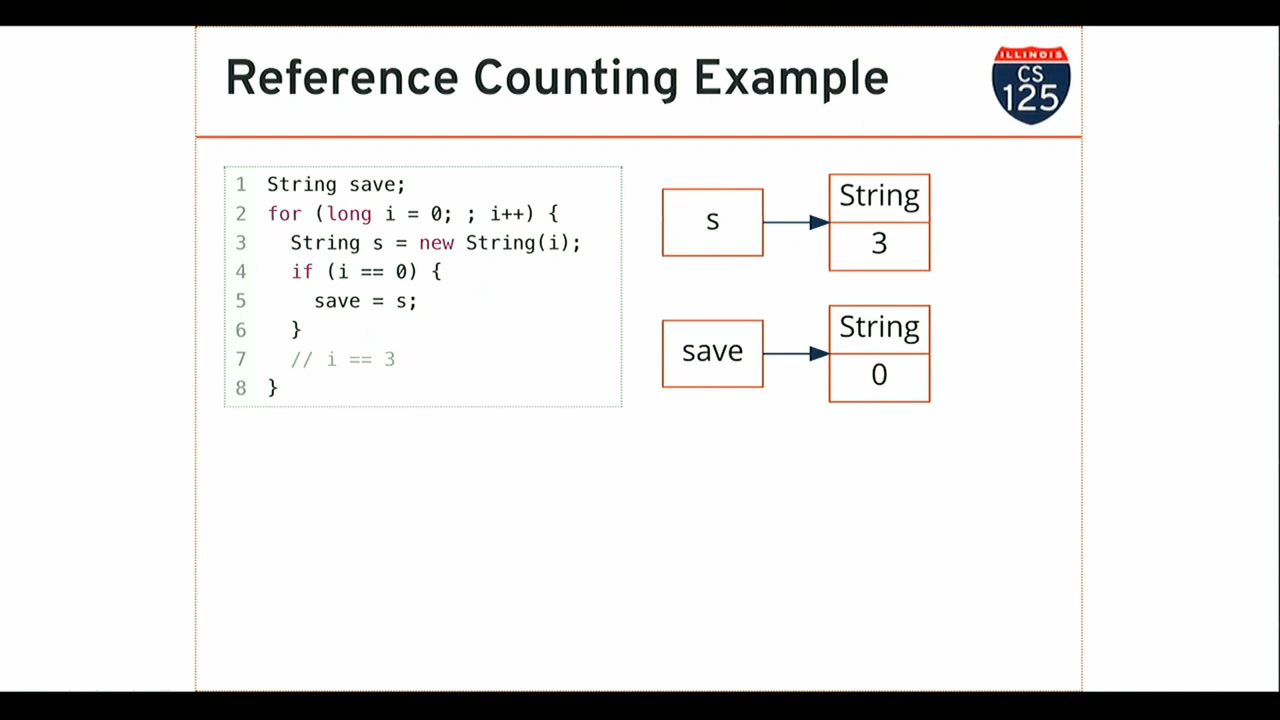 Reference Counting Example
ILLINOIS
CS
125
1 String save;
2 for (long i = 0; ; i++) {
3 String s = new String(i);
4 if (i == 0) {
5 save = s;
6 }
7 // i == 3
8 }
s
String
3
save
String
0